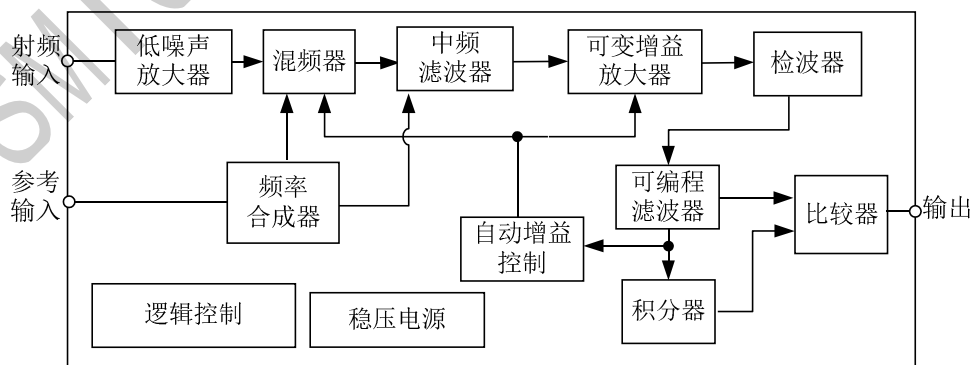 射频
输入
低噪声
放大器
混频器
中频
滤波器
可变增益
放大器
检波器
参考
输入
频率
合成器
自动增益
控制
可编程
滤波器
比较器
输出
积分器
逻辑控制
稳压电源